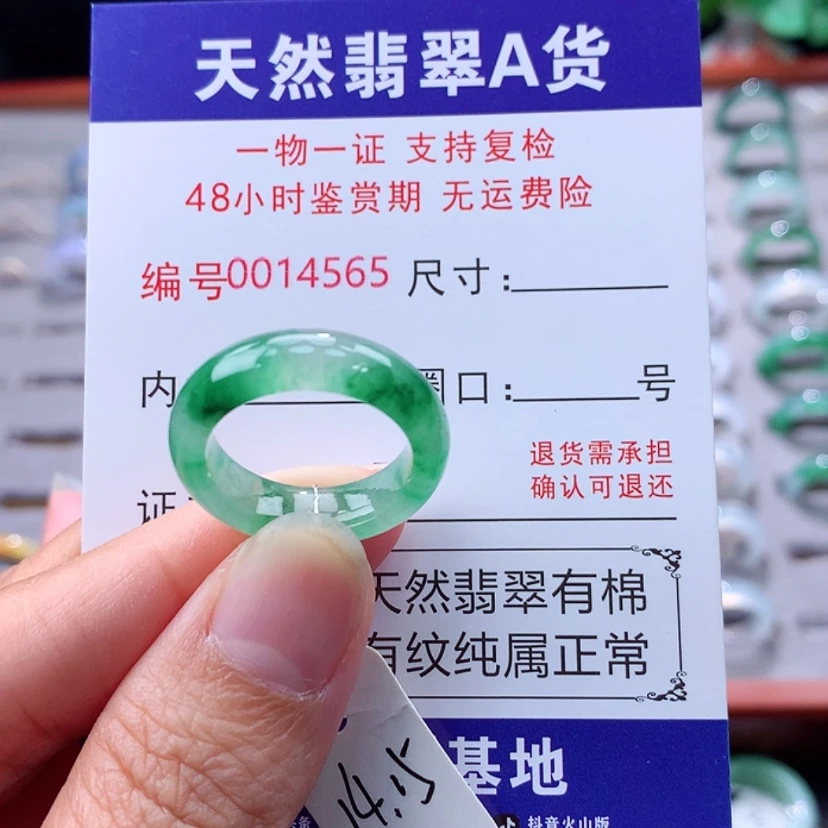 天然翡翠A货
一物一证 支持复检
48小时鉴赏期 无运费险
编号0014565 尺寸:
内 圈口: 号
退货需承担
确认可退还
证
天然翡翠有棉
有纹纯属正常
基地
14.15
抖音火山版